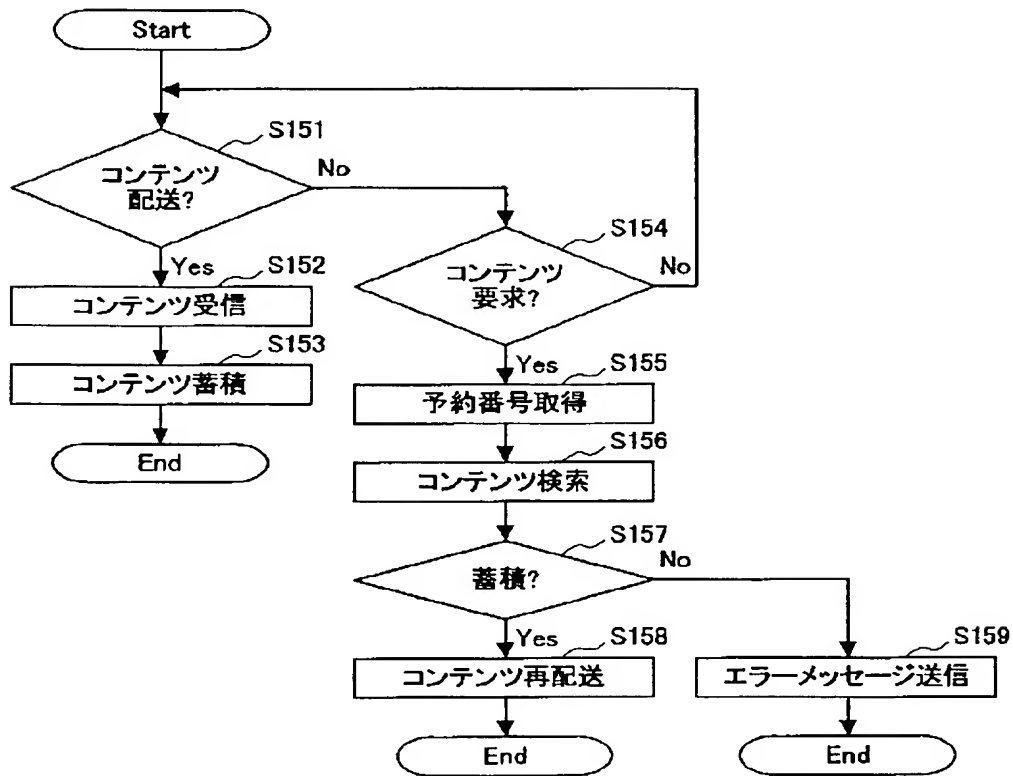 Start
S151
コンテンツ
配送?
No
S154
コンテンツ
要求?
No
Yes
S152
コンテンツ受信
S153
コンテンツ蓄積
End
Yes
S155
予約番号取得
S156
コンテンツ検索
S157
蓄積?
No
Yes
S158
コンテンツ再配送
S159
エラーメッセージ送信
End
End